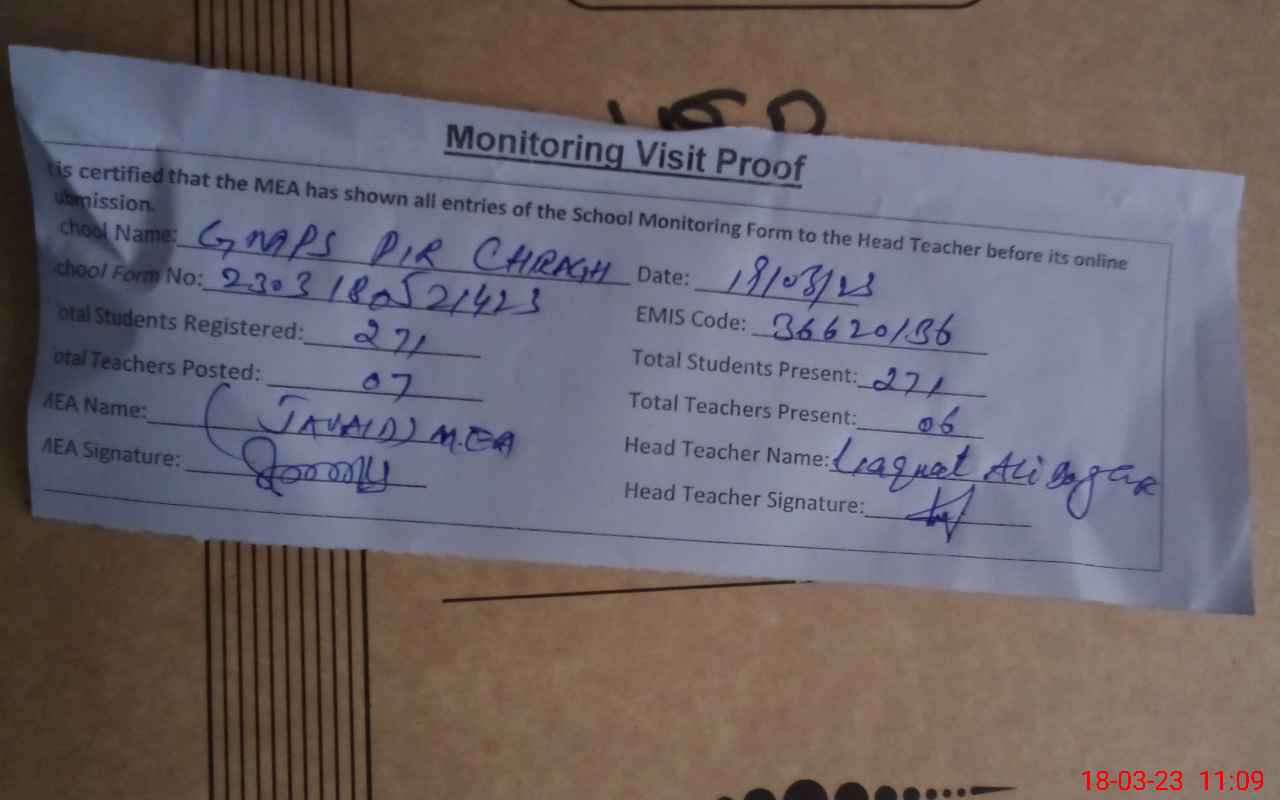 Monitoring Visit Proof
is certified that the MEA has shown all entries of the School Monitoring Form to the Head Teacher before its online
ubmission.
chool Name: GMPS PIR CHRAGH Date: 18/03/23
chool Form No: 2303180521423 EMIS Code: 36620136
otal Students Registered: 271 Total Students Present: 271
otal Teachers Posted: 07 Total Teachers Present: 06
MEA Name: (JAVAID) M.EA Head Teacher Name: Liaquat Ali
MEA Signature: Head Teacher Signature:
18-03-23 11:09